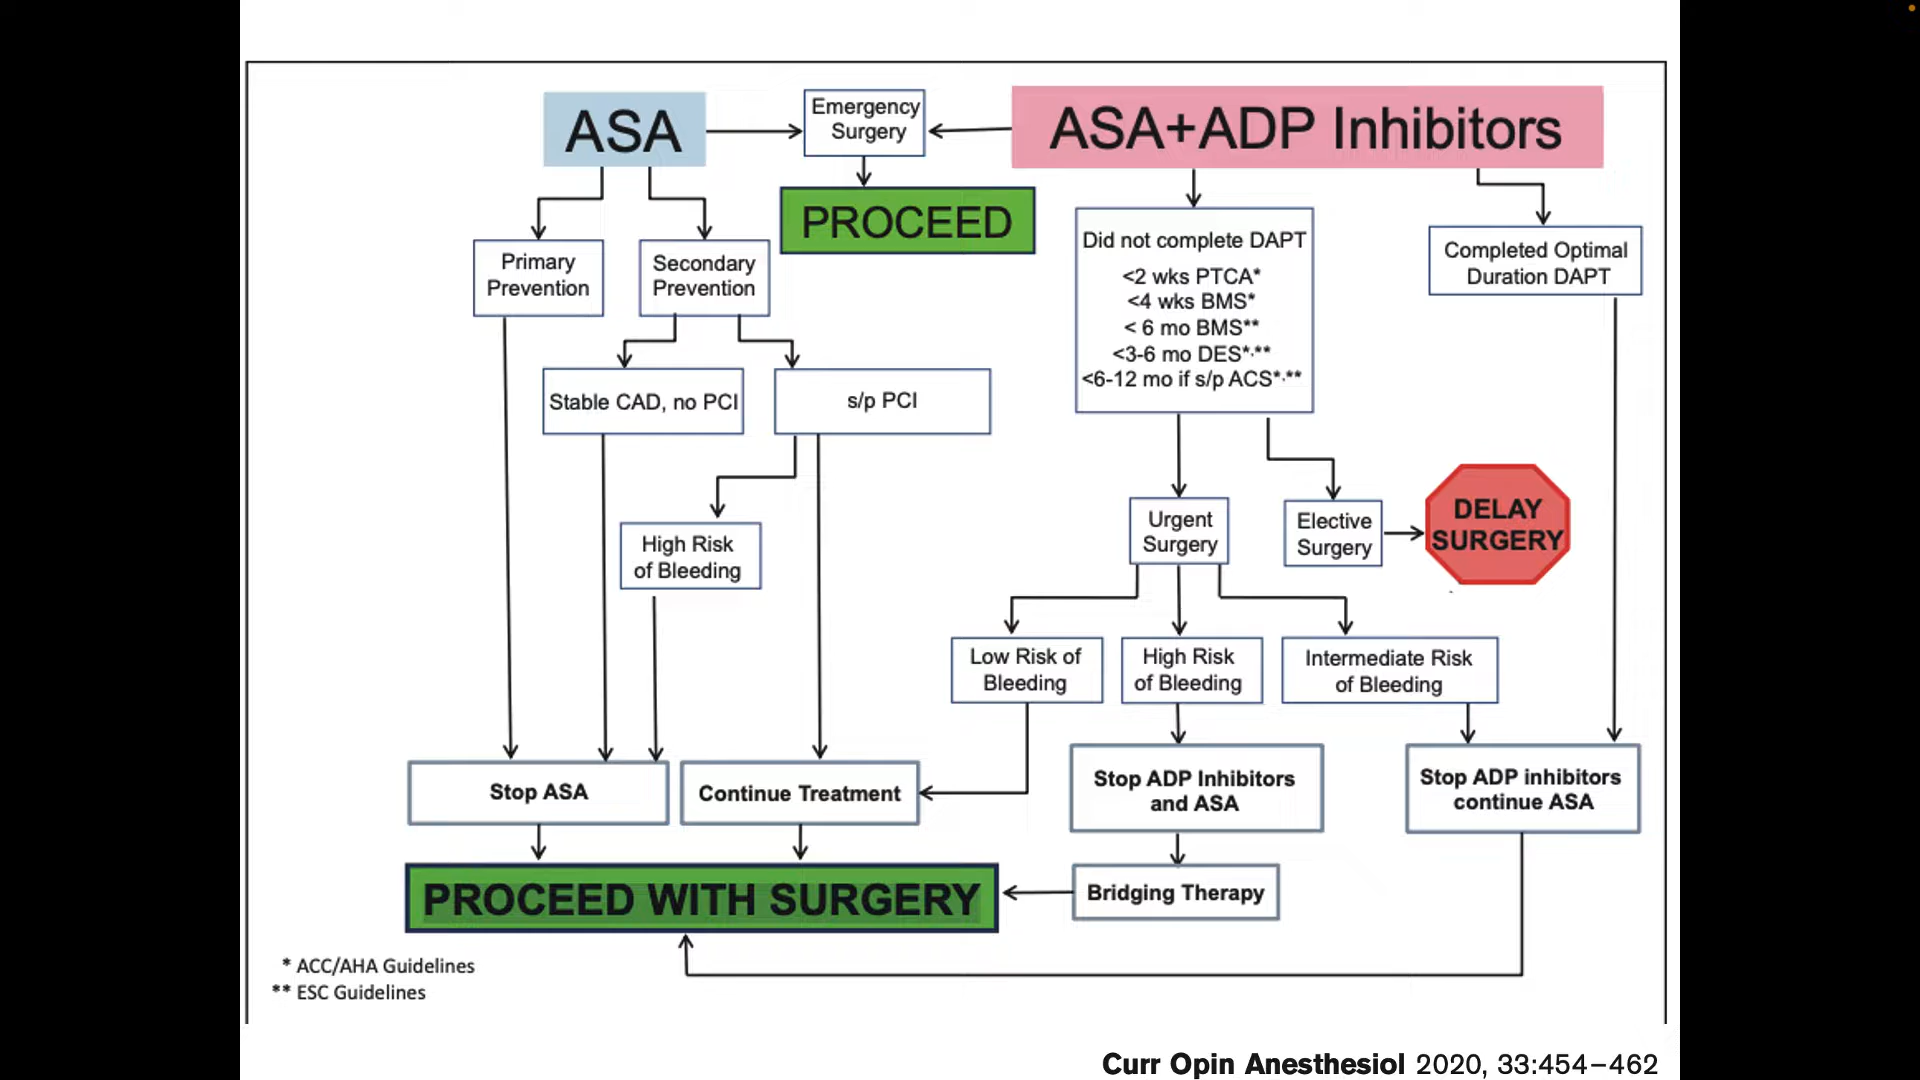 ASA
Emergency
Surgery
ASA+ADP Inhibitors
PROCEED
Primary
Prevention
Secondary
Prevention
Did not complete DAPT
<2 wks PTCA*
<4 wks BMS*
< 6 mo BMS**
<3-6 mo DES*,**
<6-12 mo if s/p ACS*,**
Completed Optimal
Duration DAPT
Stable CAD, no PCI
s/p PCI
High Risk
of Bleeding
Urgent
Surgery
Elective
Surgery
DELAY
SURGERY
Low Risk of
Bleeding
High Risk
of Bleeding
Intermediate Risk
of Bleeding
Stop ASA
Continue Treatment
Stop ADP Inhibitors
and ASA
Stop ADP inhibitors
continue ASA
PROCEED WITH SURGERY
Bridging Therapy
* ACC/AHA Guidelines
** ESC Guidelines
Curr Opin Anesthesiol 2020, 33:454–462